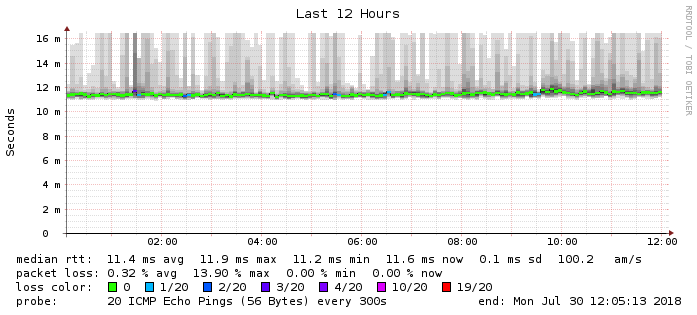 Last 12 Hours
RRDTOOL / TOBI OETIKER
Seconds
16 m
14 m
12 m
10 m
8 m
6 m
4 m
2 m
0
02:00 04:00 06:00 08:00 10:00 12:00
median rtt: 11.4 ms avg 11.9 ms max 11.2 ms min 11.6 ms now 0.1 ms sd 100.2 am/s
packet loss: 0.32 % avg 13.90 % max 0.00 % min 0.00 % now
loss color: 0 1/20 2/20 3/20 4/20 10/20 19/20
probe: 20 ICMP Echo Pings (56 Bytes) every 300s end: Mon Jul 30 12:05:13 2018